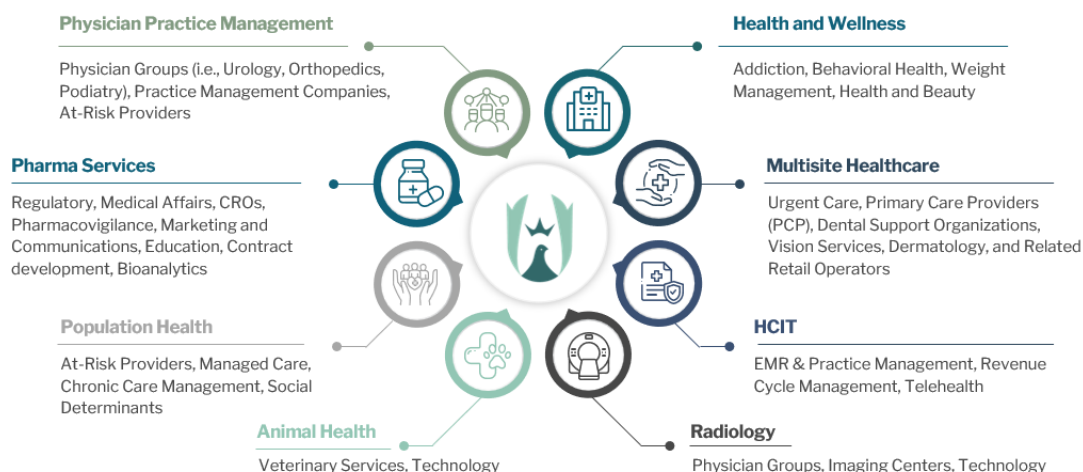 Physician Practice Management
Physician Groups (i.e., Urology, Orthopedics,
Podiatry), Practice Management Companies,
At-Risk Providers
Health and Wellness
Addiction, Behavioral Health, Weight
Management, Health and Beauty
Pharma Services
Regulatory, Medical Affairs, CROs,
Pharmacovigilance, Marketing and
Communications, Education, Contract
development, Bioanalytics
Multisite Healthcare
Urgent Care, Primary Care Providers
(PCP), Dental Support Organizations,
Vision Services, Dermatology, and Related
Retail Operators
Population Health
At-Risk Providers, Managed Care,
Chronic Care Management, Social
Determinants
HCIT
EMR & Practice Management, Revenue
Cycle Management, Telehealth
Animal Health
Veterinary Services, Technology
Radiology
Physician Groups, Imaging Centers, Technology